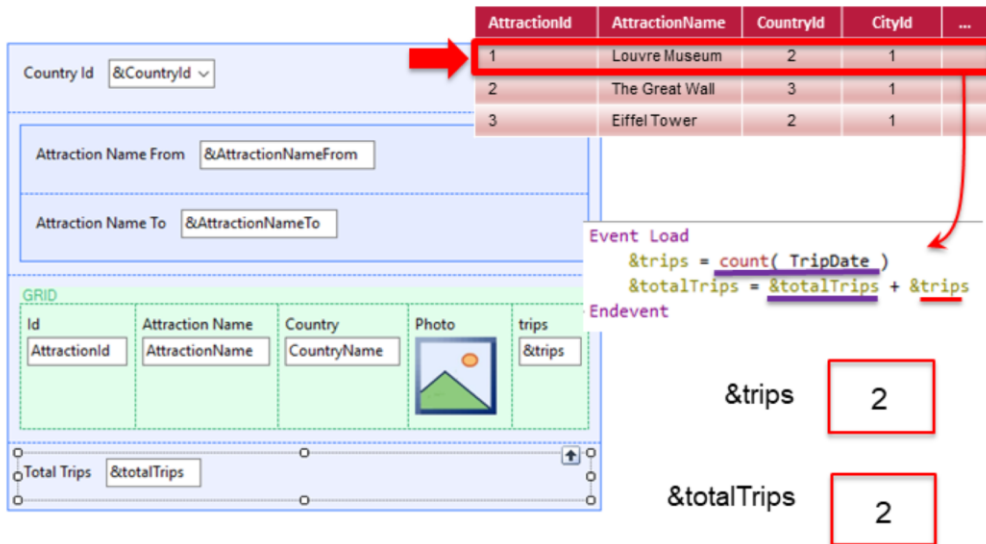 AttractionId AttractionName CountryId CityId ...
1 Louvre Museum 2 1
2 The Great Wall 3 1
3 Eiffel Tower 2 1
Country Id &CountryId
Attraction Name From &AttractionNameFrom
Attraction Name To &AttractionNameTo
GRID
Id Attraction Name Country Photo trips
AttractionId AttractionName CountryName &trips
Total Trips &totalTrips
Event Load
&trips = count( TripDate )
&totalTrips = &totalTrips + &trips
Endevent
&trips 2
&totalTrips 2